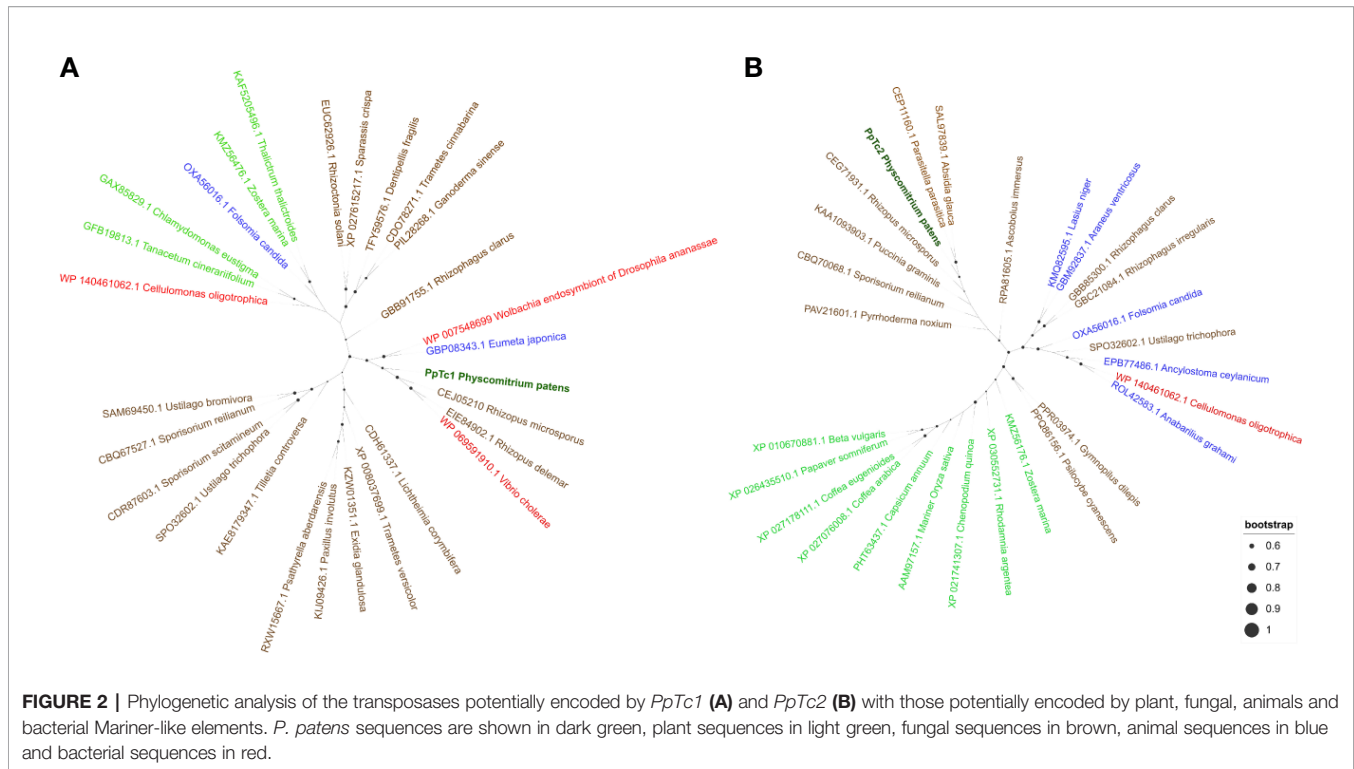 A
KAF5205496.1 Thalictrum thalictroides
KMZ56476.1 Zostera marina
OXA56016.1 Folsomia candida
GAX85829.1 Chlamydomonas eustigma
GFB19813.1 Tanacetum cinerariifolium
WP 140461062.1 Cellulomonas oligotrophica
EUC62926.1 Rhizoctonia solani
XP 027615217.1 Sparassis crispa
TFY59576.1 Dentipellis fragilis
CDO78271.1 Trametes cinnabarina
PIL28268.1 Ganoderma sinense
GBB91755.1 Rhizophagus clarus
WP 007548699 Wolbachia endosymbiont of Drosophila ananassae
GBP08343.1 Eumeta japonica
PpTc1 Physcomitrium patens
CEJ05210 Rhizopus microsporus
EIE84902.1 Rhizopus delemar
WP 069591910.1 Vibrio cholerae
CDH61337.1 Lichtheimia corymbifera
XP 008037699.1 Trametes versicolor
KZW01351.1 Exidia glandulosa
KIJ09426.1 Paxillus involutus
RXW15667.1 Psathyrella aberdarensis
KAE8179347.1 Tilletia controversa
SPO32602.1 Ustilago trichophora
CDR87603.1 Sporisorium scitamineum
CBQ67527.1 Sporisorium reilianum
SAM69450.1 Ustilago bromivora
B
SAL97839.1 Absidia glauca
CEP11160.1 Parasitella parasitica
PpTc2 Physcomitrium patens
CEG71931.1 Rhizopus microsporus
KAA1093903.1 Puccinia graminis
CBQ70068.1 Sporisorium reilianum
PAV21601.1 Pyrrhoderma noxium
RPA81605.1 Ascobolus immersus
KMQ82595.1 Lasius niger
GBM92837.1 Araneus ventricosus
GBB85300.1 Rhizophagus clarus
GBC21084.1 Rhizophagus irregularis
OXA56016.1 Folsomia candida
SPO32602.1 Ustilago trichophora
EPB77486.1 Ancylostoma ceylanicum
WP 140461062.1 Cellulomonas oligotrophica
ROL42583.1 Anabarilius grahami
PPR03974.1 Gymnopilus dilepis
PPQ86156.1 Psilocybe cyanescens
KMZ56176.1 Zostera marina
XP 030552731.1 Rhodamnia argentea
XP 021741307.1 Chenopodium quinoa
AAM97157.1 Mariner Oryza sativa
PHT63437.1 Capsicum annuum
XP 027076008.1 Coffea arabica
XP 027178111.1 Coffea eugenioides
XP 026435510.1 Papaver somniferum
XP 010670881.1 Beta vulgaris
bootstrap
0.6
0.7
0.8
0.9
1
FIGURE 2 | Phylogenetic analysis of the transposases potentially encoded by PpTc1 (A) and PpTc2 (B) with those potentially encoded by plant, fungal, animals and
bacterial Mariner-like elements. P. patens sequences are shown in dark green, plant sequences in light green, fungal sequences in brown, animal sequences in blue
and bacterial sequences in red.